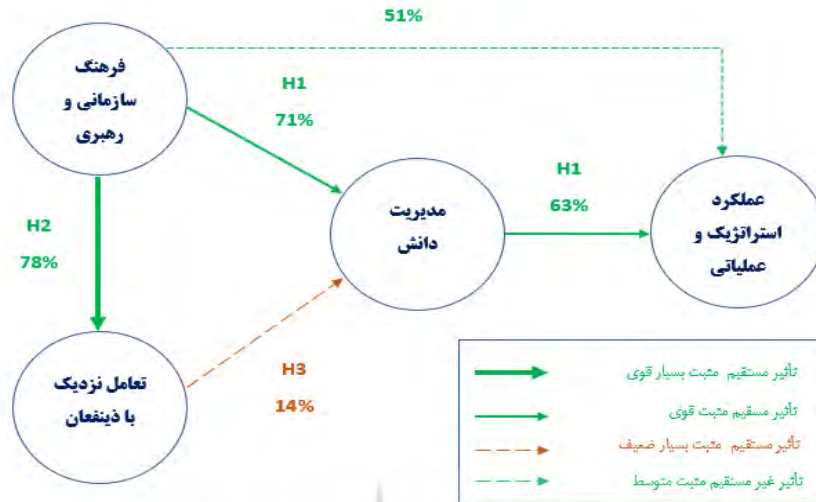 51%
فرهنگ
سازمانی و
رهبری
H1
71%
H2
78%
مدیریت
دانش
H1
63%
عملکرد
استراتژیک و
عملیاتی
تعامل نزدیک
با ذینفعان
H3
14%
تأثیر مستقیم مثبت بسیار قوی
تأثیر مسقیم مثبت قوی
تأثیر مستقیم مثبت بسیار ضعیف
تأثیر غیر مستقیم مثبت متوسط